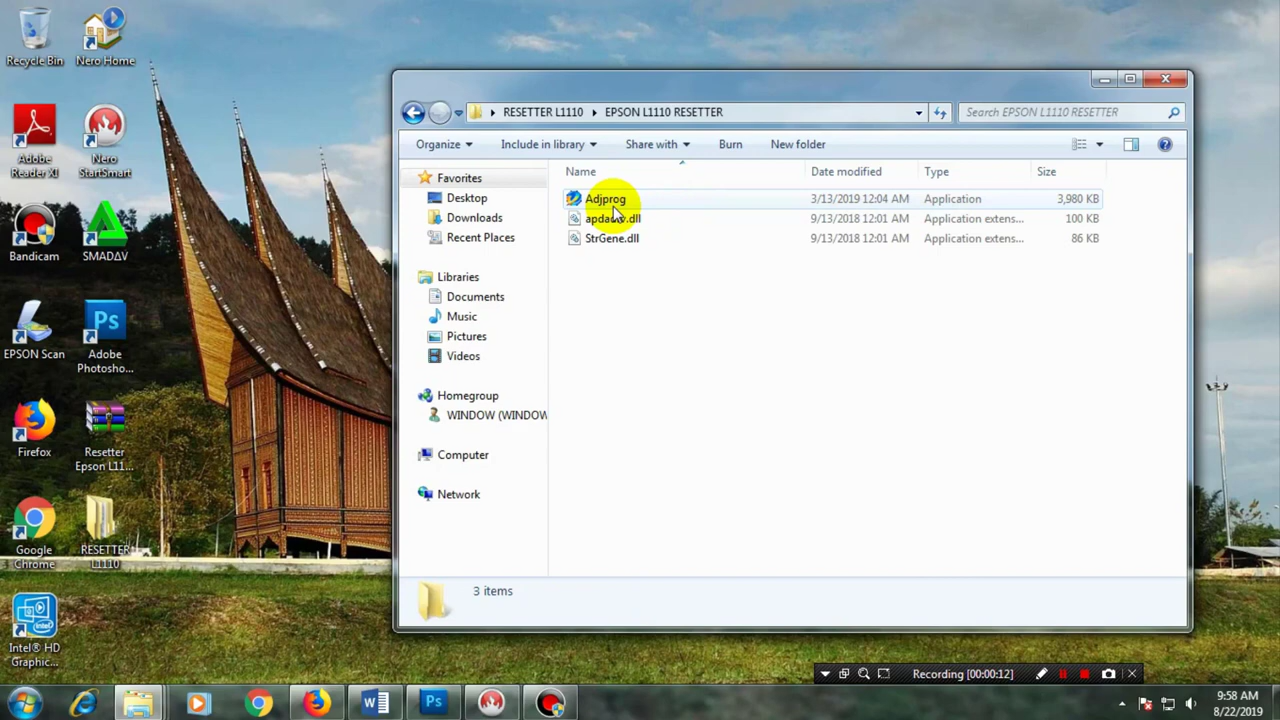 Recycle Bin
Nero Home
Adobe
Reader XI
Nero
StartSmart
Bandicam
SMADΔV
EPSON Scan
Ps
Adobe
Photosho...
Firefox
Resetter
Epson L11...
Google
Chrome
RESETTER
L1110
Intel® HD
Graphic...
RESETTER L1110
EPSON L1110 RESETTER
Search EPSON L1110 RESETTER
Organize
Include in library
Share with
Burn
New folder
Name
Date modified
Type
Size
Adjprog
3/13/2019 12:04 AM
Application
3,980 KB
9/13/2018 12:01 AM
Application extens...
100 KB
StrGene.dll
9/13/2018 12:01 AM
Application extens...
86 KB
Favorites
Desktop
Downloads
Recent Places
Libraries
Documents
Music
Pictures
Videos
Homegroup
WINDOW (WINDOW
Computer
Network
3 items
Recording [00:00:12]
Ps
9:58 AM
8/22/2019